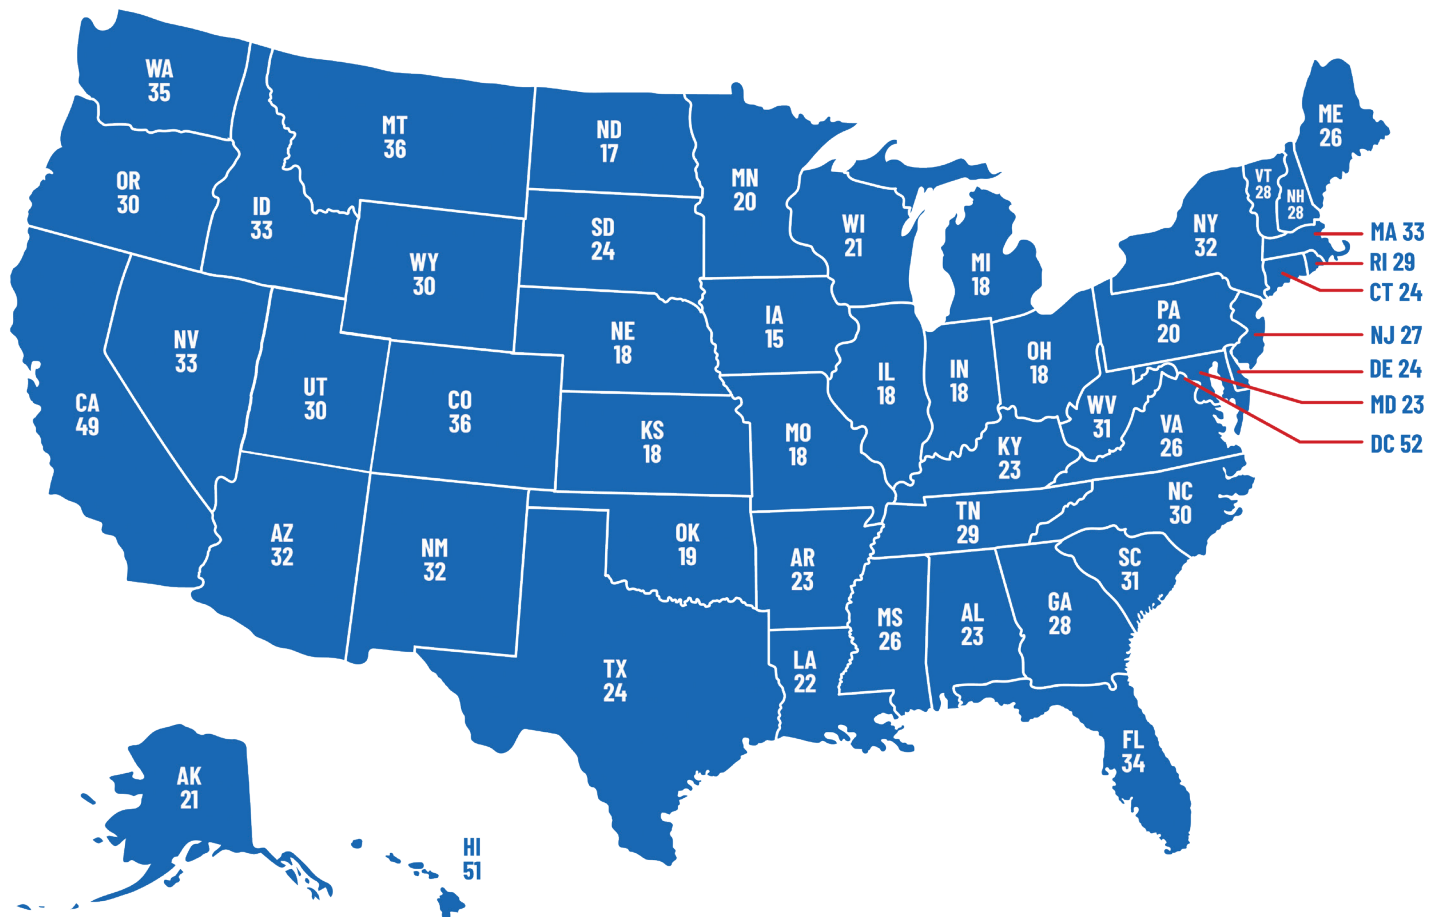 WA
35
MT
36
ND
17
MN
20
ME
26
OR
30
ID
33
SD
24
WI
21
VT
28
NH
28
NY
32
MA 33
WY
30
MI
18
RI 29
CT 24
NV
33
NE
18
IA
15
PA
20
NJ 27
UT
30
CO
36
IL
18
IN
18
OH
18
DE 24
CA
49
KS
18
MO
18
WV
31
VA
26
MD 23
KY
23
DC 52
AZ
32
NM
32
OK
19
AR
23
TN
29
NC
30
SC
31
MS
26
AL
23
GA
28
TX
24
LA
22
FL
34
AK
21
HI
51